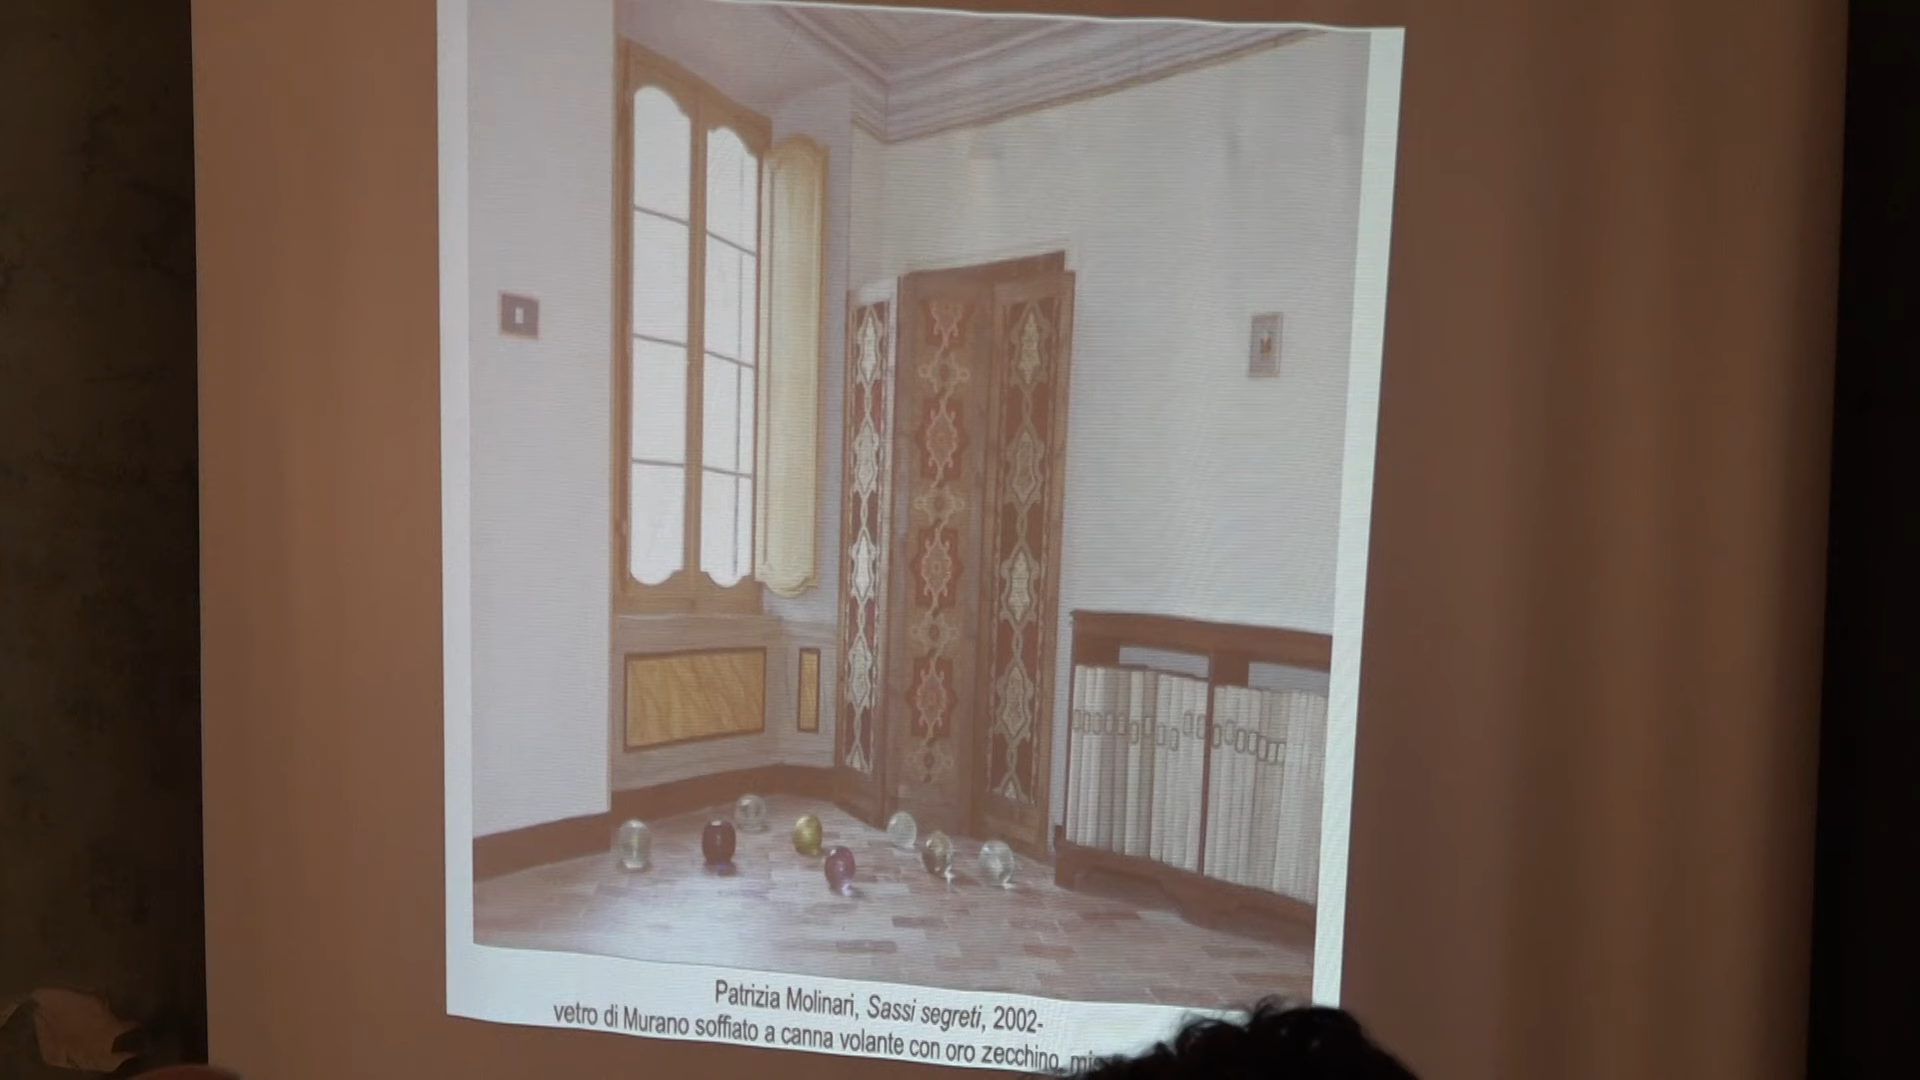 Patrizia Molinari, Sassi segreti, 2002-
vetro di Murano soffiato a canna volante con oro zecchino,